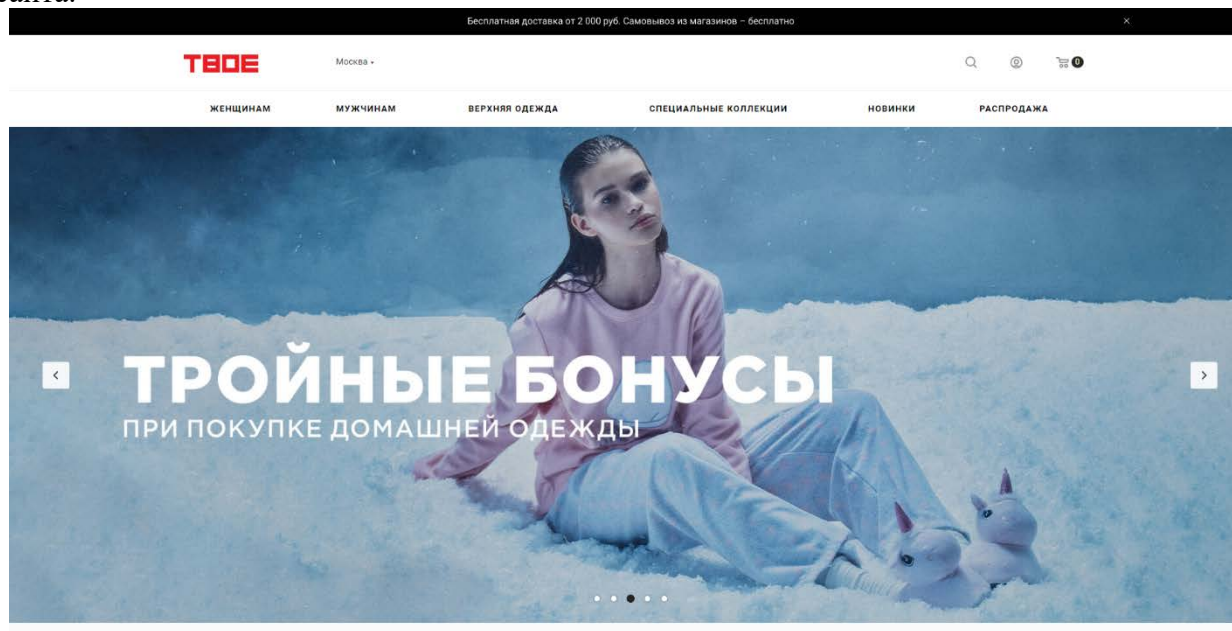 Бесплатная доставка от 2 000 руб. Самовывоз из магазинов – бесплатно
ТВОЕ
Москва
0
ЖЕНЩИНАМ МУЖЧИНАМ ВЕРХНЯЯ ОДЕЖДА СПЕЦИАЛЬНЫЕ КОЛЛЕКЦИИ НОВИНКИ РАСПРОДАЖА
ТРОЙНЫЕ БОНУСЫ
ПРИ ПОКУПКЕ ДОМАШНЕЙ ОДЕЖДЫ